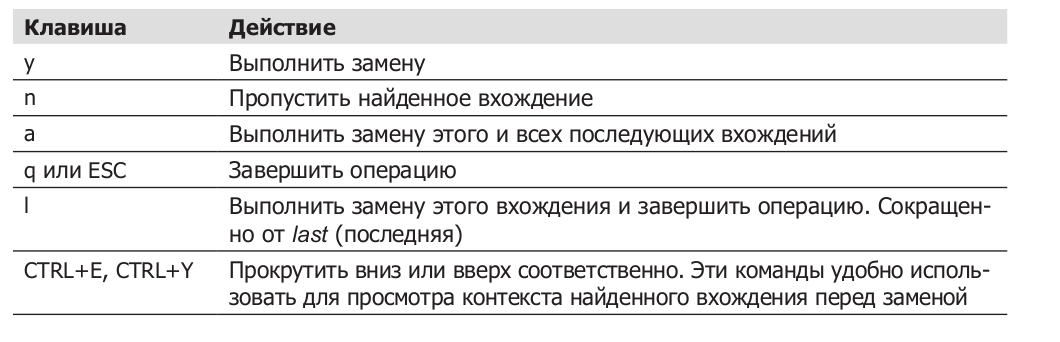 Клавиша Действие
y Выполнить замену
n Пропустить найденное вхождение
a Выполнить замену этого и всех последующих вхождений
q или ESC Завершить операцию
l Выполнить замену этого вхождения и завершить операцию. Сокращен-
но от last (последняя)
CTRL+E, CTRL+Y Прокрутить вниз или вверх соответственно. Эти команды удобно исполь-
зовать для просмотра контекста найденного вхождения перед заменой